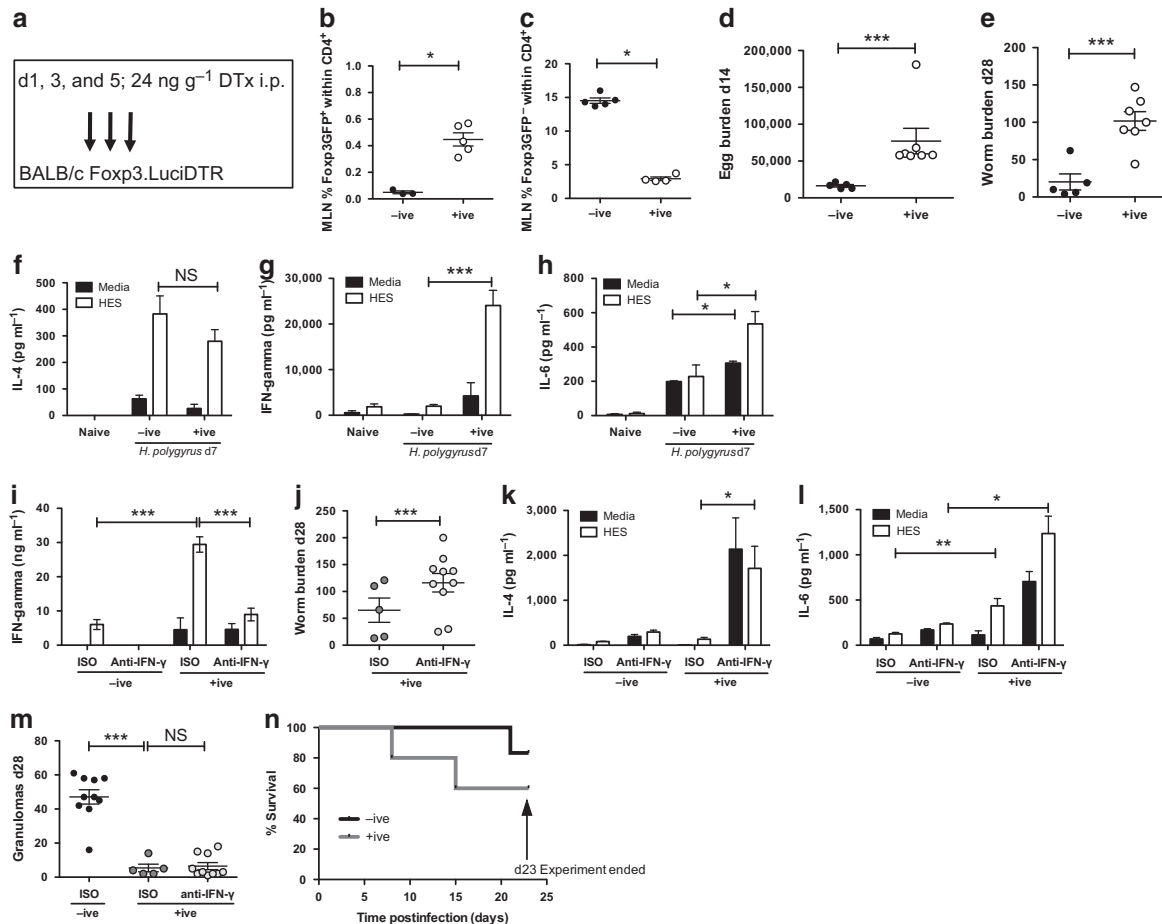 a
d1, 3, and 5; 24 ng g⁻¹ DTx i.p.
BALB/c Foxp3.LuciDTR
b
MLN % Foxp3GFP⁺ within CD4⁺
1.0
0.8
0.6
0.4
0.2
0.0
*
–ive
+ive
c
MLN % Foxp3GFP⁻ within CD4⁺
20
15
10
5
0
*
–ive
+ive
d
Egg burden d14
200,000
150,000
100,000
50,000
0
***
–ive
+ive
e
Worm burden d28
200
150
100
50
0
***
–ive
+ive
f
IL-4 (pg ml⁻¹)
500
400
300
200
100
0
Media
HES
NS
Naive
–ive
+ive
H. polygyrus d7
g
IFN-gamma (pg ml⁻¹)
30,000
20,000
10,000
0
Media
HES
***
Naive
–ive
+ive
H. polygyrus d7
h
IL-6 (pg ml⁻¹)
800
600
400
200
0
Media
HES
*
*
Naive
–ive
+ive
H. polygyrus d7
i
IFN-gamma (ng ml⁻¹)
40
30
20
10
0
***
***
ISO
Anti-IFN-γ
ISO
Anti-IFN-γ
–ive
+ive
j
Worm burden d28
250
200
150
100
50
0
***
ISO
Anti-IFN-γ
+ive
k
IL-4 (pg ml⁻¹)
3,000
2,000
1,000
0
Media
HES
*
ISO
Anti-IFN-γ
ISO
Anti-IFN-γ
–ive
+ive
l
IL-6 (pg ml⁻¹)
1,500
1,000
500
0
Media
HES
**
*
ISO
Anti-IFN-γ
ISO
Anti-IFN-γ
–ive
+ive
m
Granulomas d28
80
60
40
20
0
***
NS
ISO
ISO
anti-IFN-γ
–ive
+ive
n
% Survival
100
80
60
40
20
0
–ive
+ive
d23 Experiment ended
0
5
10
15
20
25
Time postinfection (days)